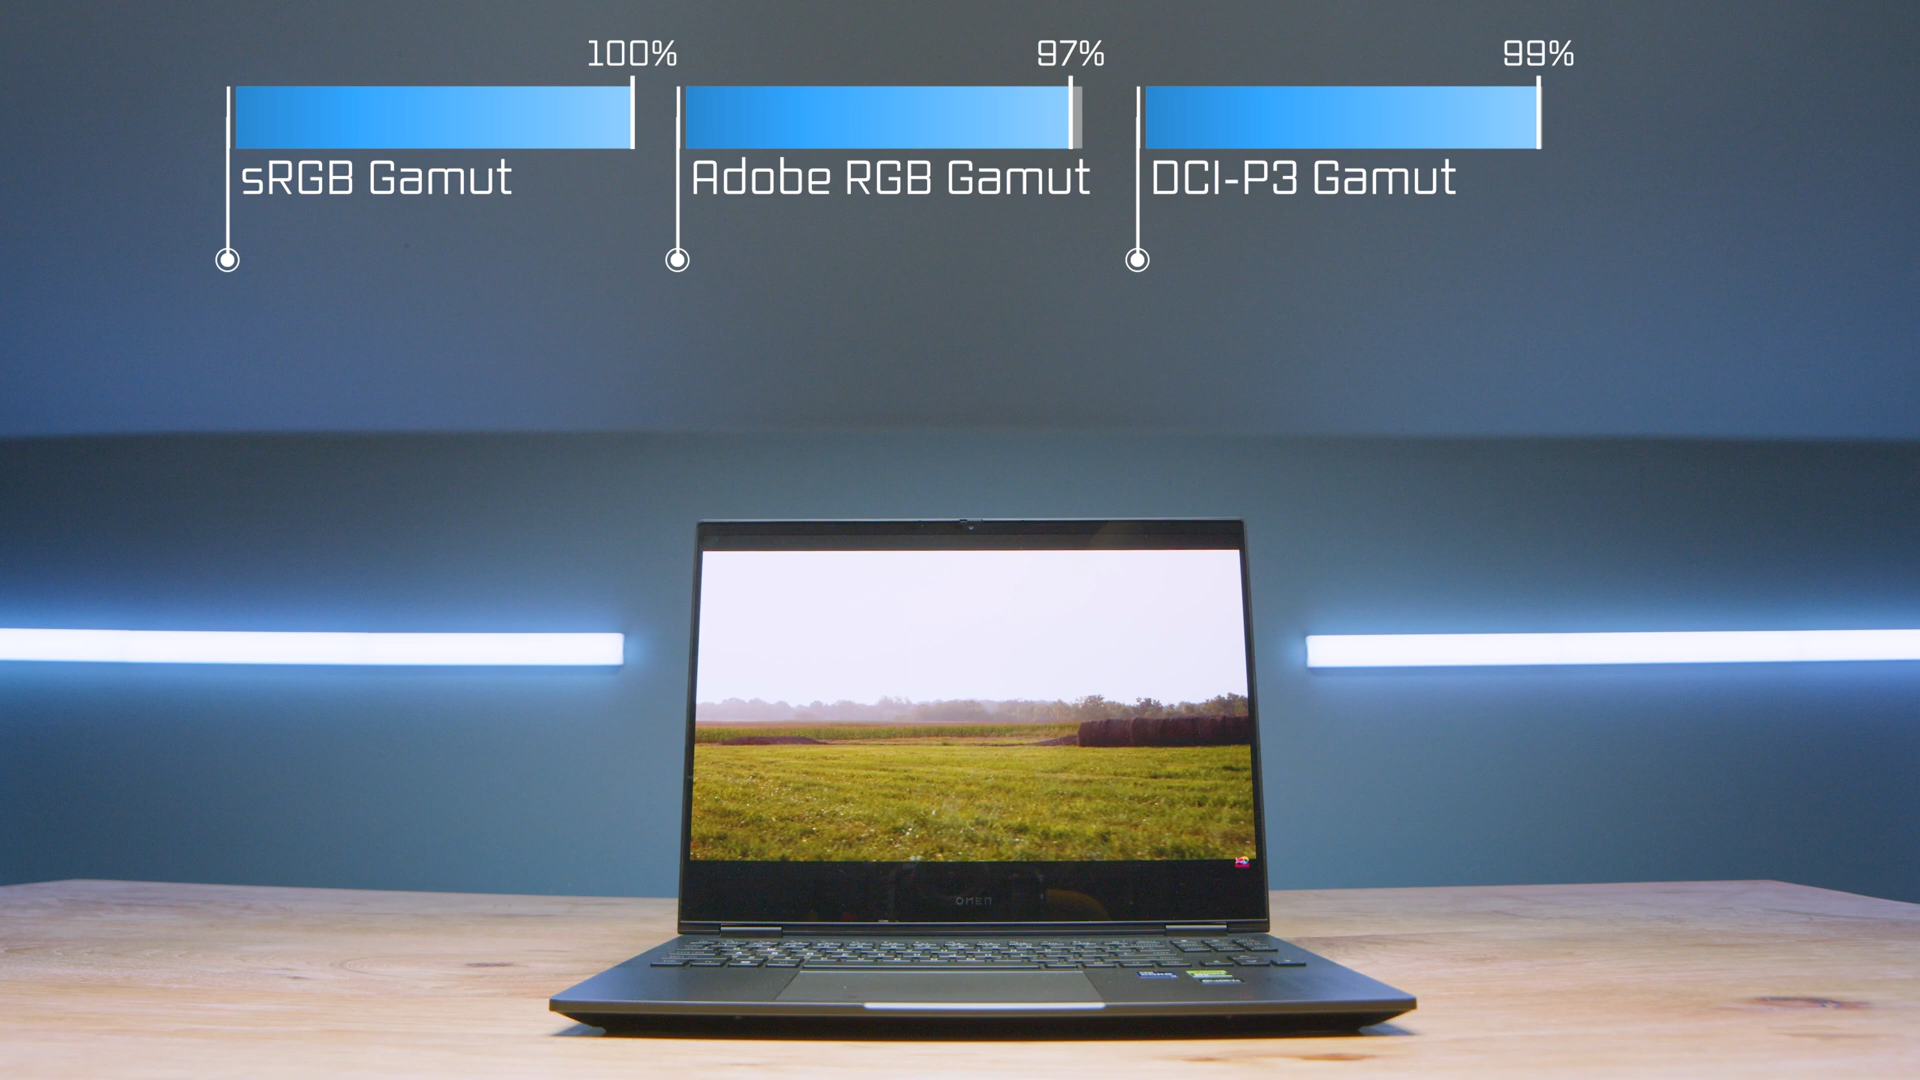 100%
97%
99%
sRGB Gamut
Adobe RGB Gamut
DCI-P3 Gamut
OMEN